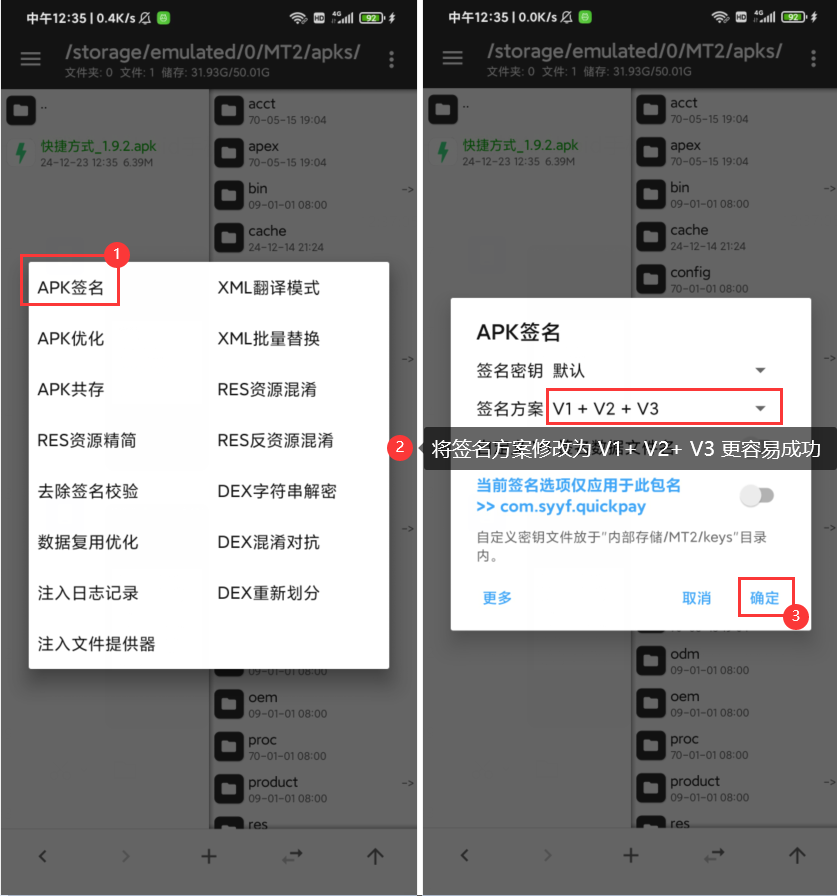 中午12:35 | 0.4K/s
HD
4G
92
/storage/emulated/0/MT2/apks/
文件夹: 0 文件: 1 储存: 31.93G/50.01G
..
快捷方式_1.9.2.apk
24-12-23 12:35 6.39M
acct
70-05-15 19:04
apex
70-05-15 19:04
bin
09-01-01 08:00
->
cache
24-12-14 21:24
1
APK签名
XML翻译模式
APK优化
XML批量替换
->
APK共存
RES资源混淆
RES资源精简
RES反资源混淆
去除签名校验
DEX字符串解密
->
数据复用优化
DEX混淆对抗
注入日志记录
DEX重新划分
注入文件提供器
09-01-01 08:00
oem
09-01-01 08:00
proc
70-01-01 08:00
product
09-01-01 08:00
->
res
中午12:35 | 0.0K/s
HD
4G
92
/storage/emulated/0/MT2/apks/
文件夹: 0 文件: 1 储存: 31.93G/50.01G
..
快捷方式_1.9.2.apk
24-12-23 12:35 6.39M
acct
70-05-15 19:04
apex
70-05-15 19:04
bin
09-01-01 08:00
->
cache
24-12-14 21:24
config
70-01-01 08:00
APK签名
签名密钥 默认
->
签名方案 V1 + V2 + V3
2
将签名方案修改为 V1 + V2+ V3 更容易成功
当前签名选项仅应用于此包名
>> com.syyf.quickpay
自定义密钥文件放于"内部存储/MT2/keys"目录
内。
->
更多
取消
确定
3
odm
09-01-01 08:00
oem
09-01-01 08:00
proc
70-01-01 08:00
product
09-01-01 08:00
->
res